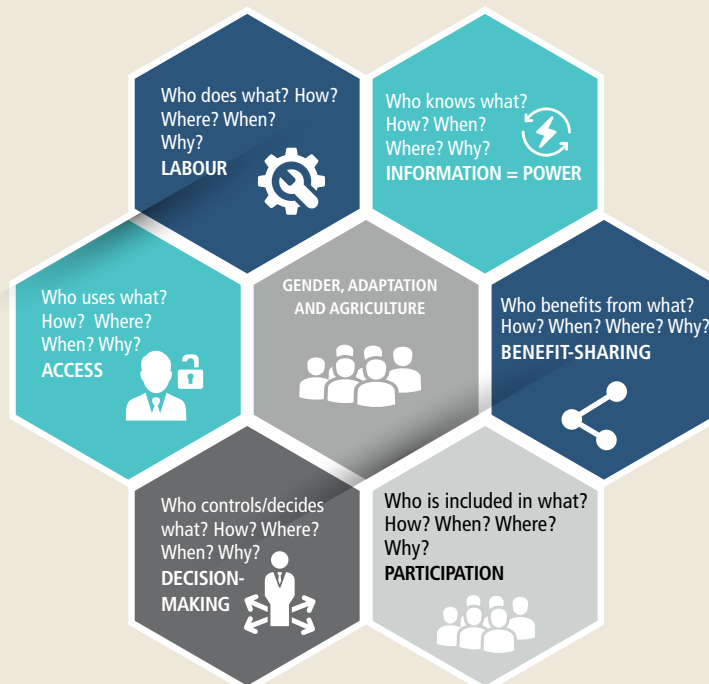 Who does what? How?
Where? When?
Why?
LABOUR
Who knows what?
How? When?
Where? Why?
INFORMATION = POWER
Who uses what?
How? Where?
When? Why?
ACCESS
GENDER, ADAPTATION
AND AGRICULTURE
Who benefits from what?
How? When? Where? Why?
BENEFIT-SHARING
Who controls/decides
what? How? Where?
When? Why?
DECISION-
MAKING
Who is included in what?
How? When? Where?
Why?
PARTICIPATION